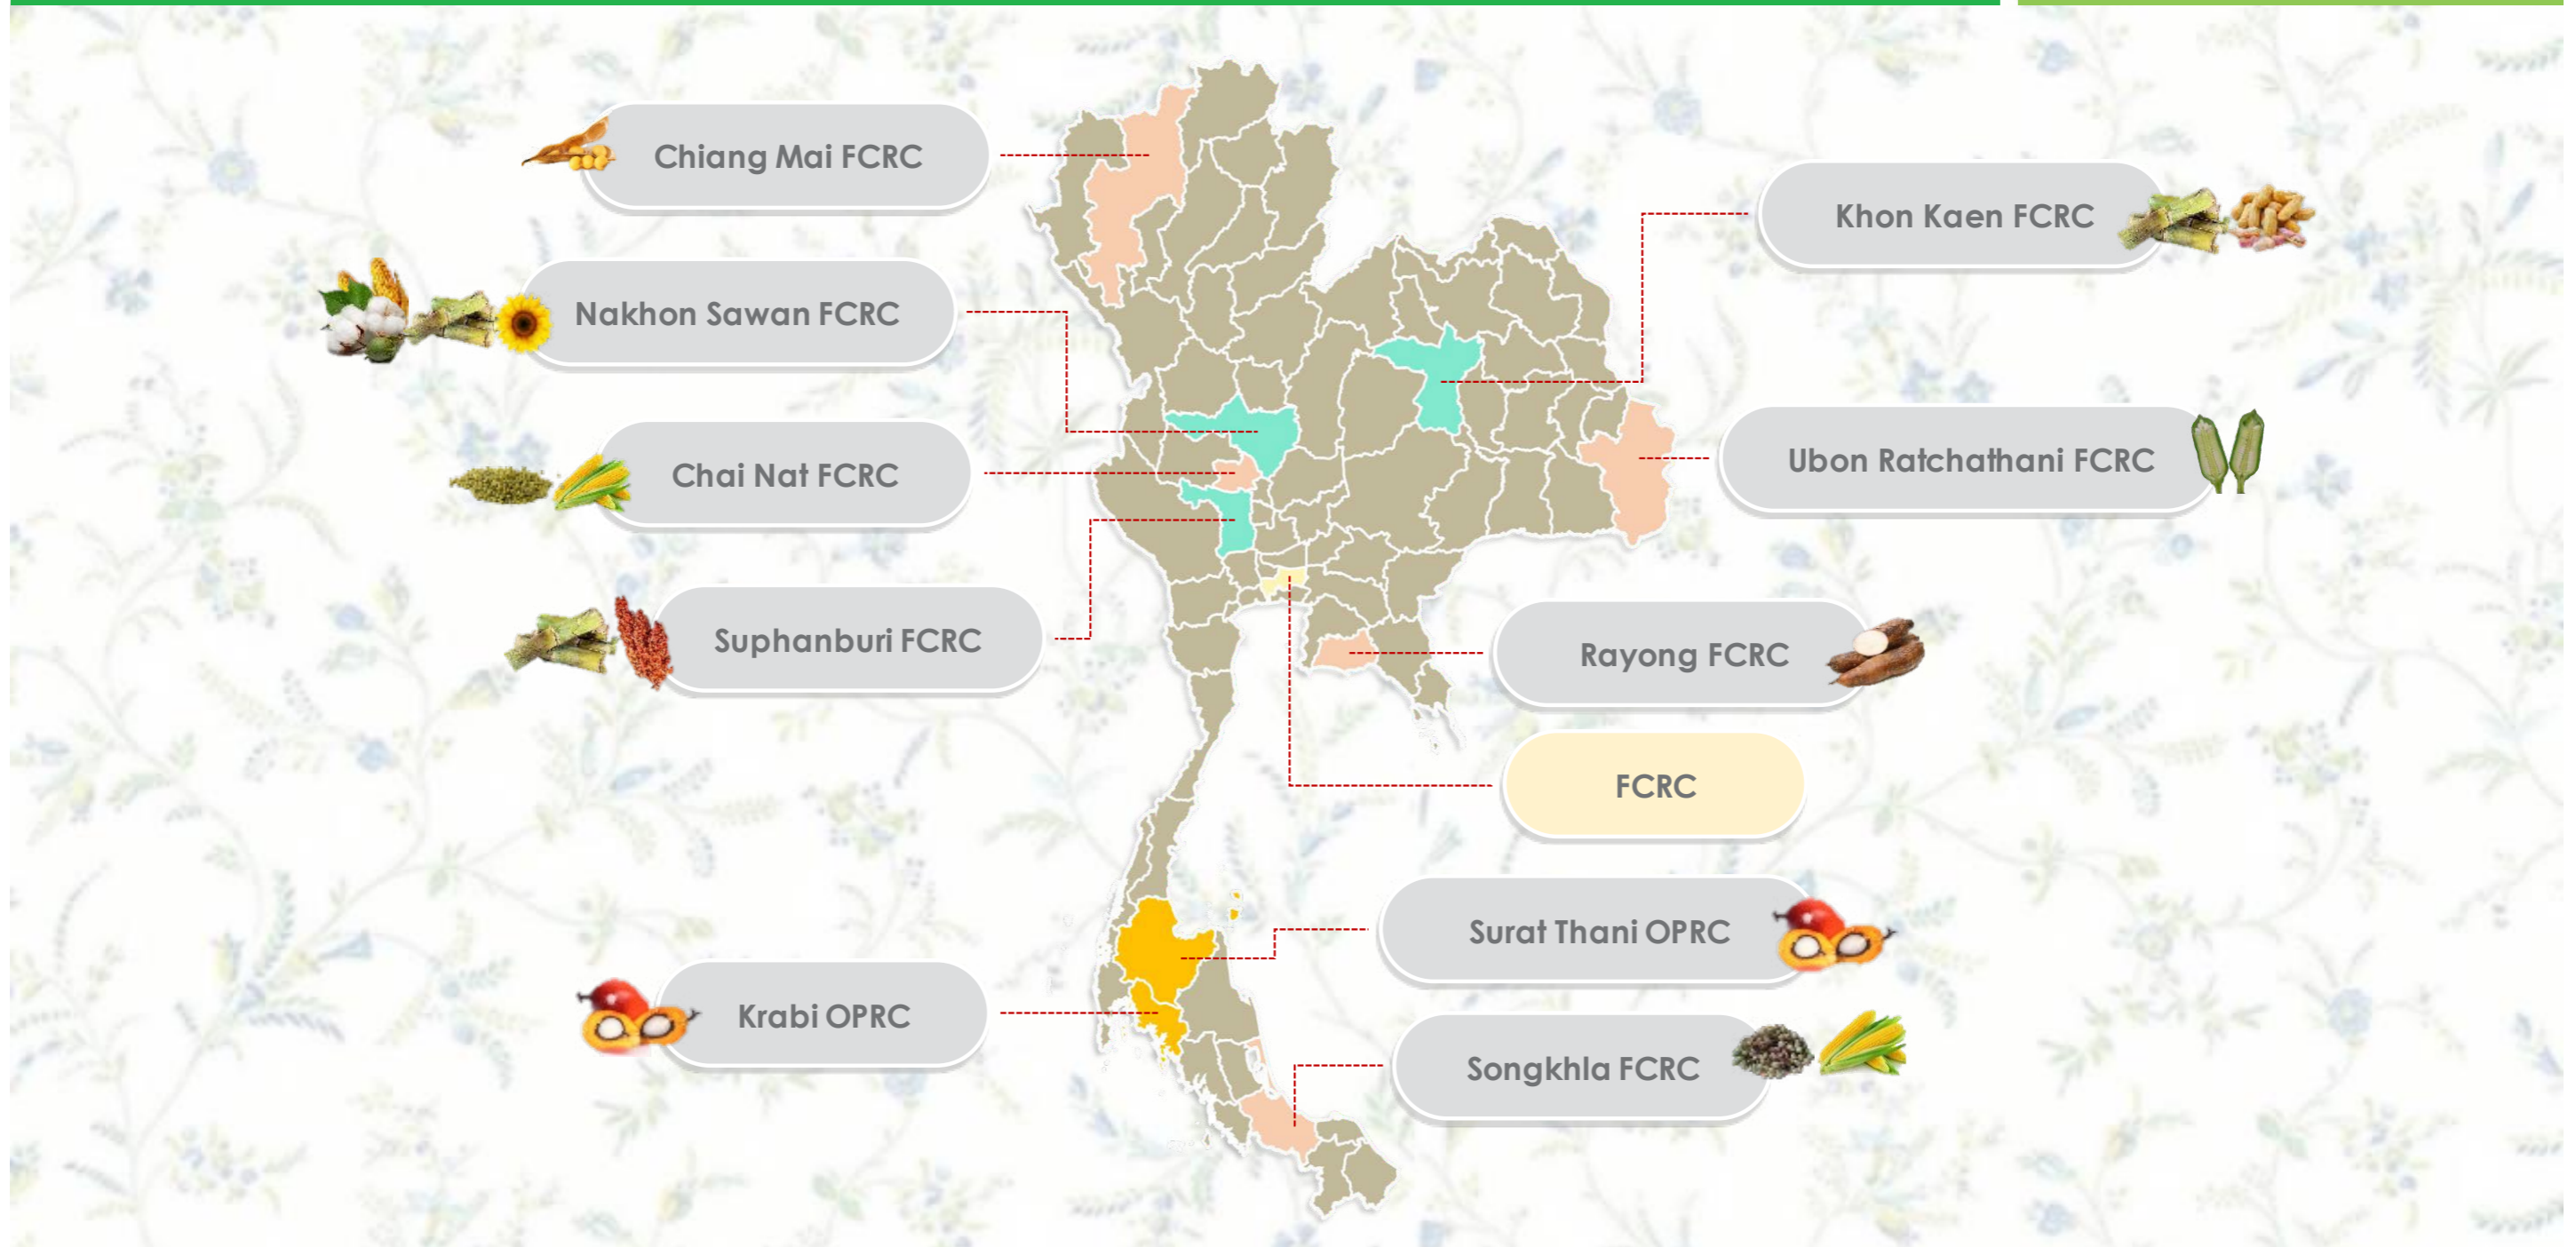 Chiang Mai FCRC
Khon Kaen FCRC
Nakhon Sawan FCRC
Chai Nat FCRC
Ubon Ratchathani FCRC
Suphanburi FCRC
Rayong FCRC
FCRC
Surat Thani OPRC
Krabi OPRC
Songkhla FCRC